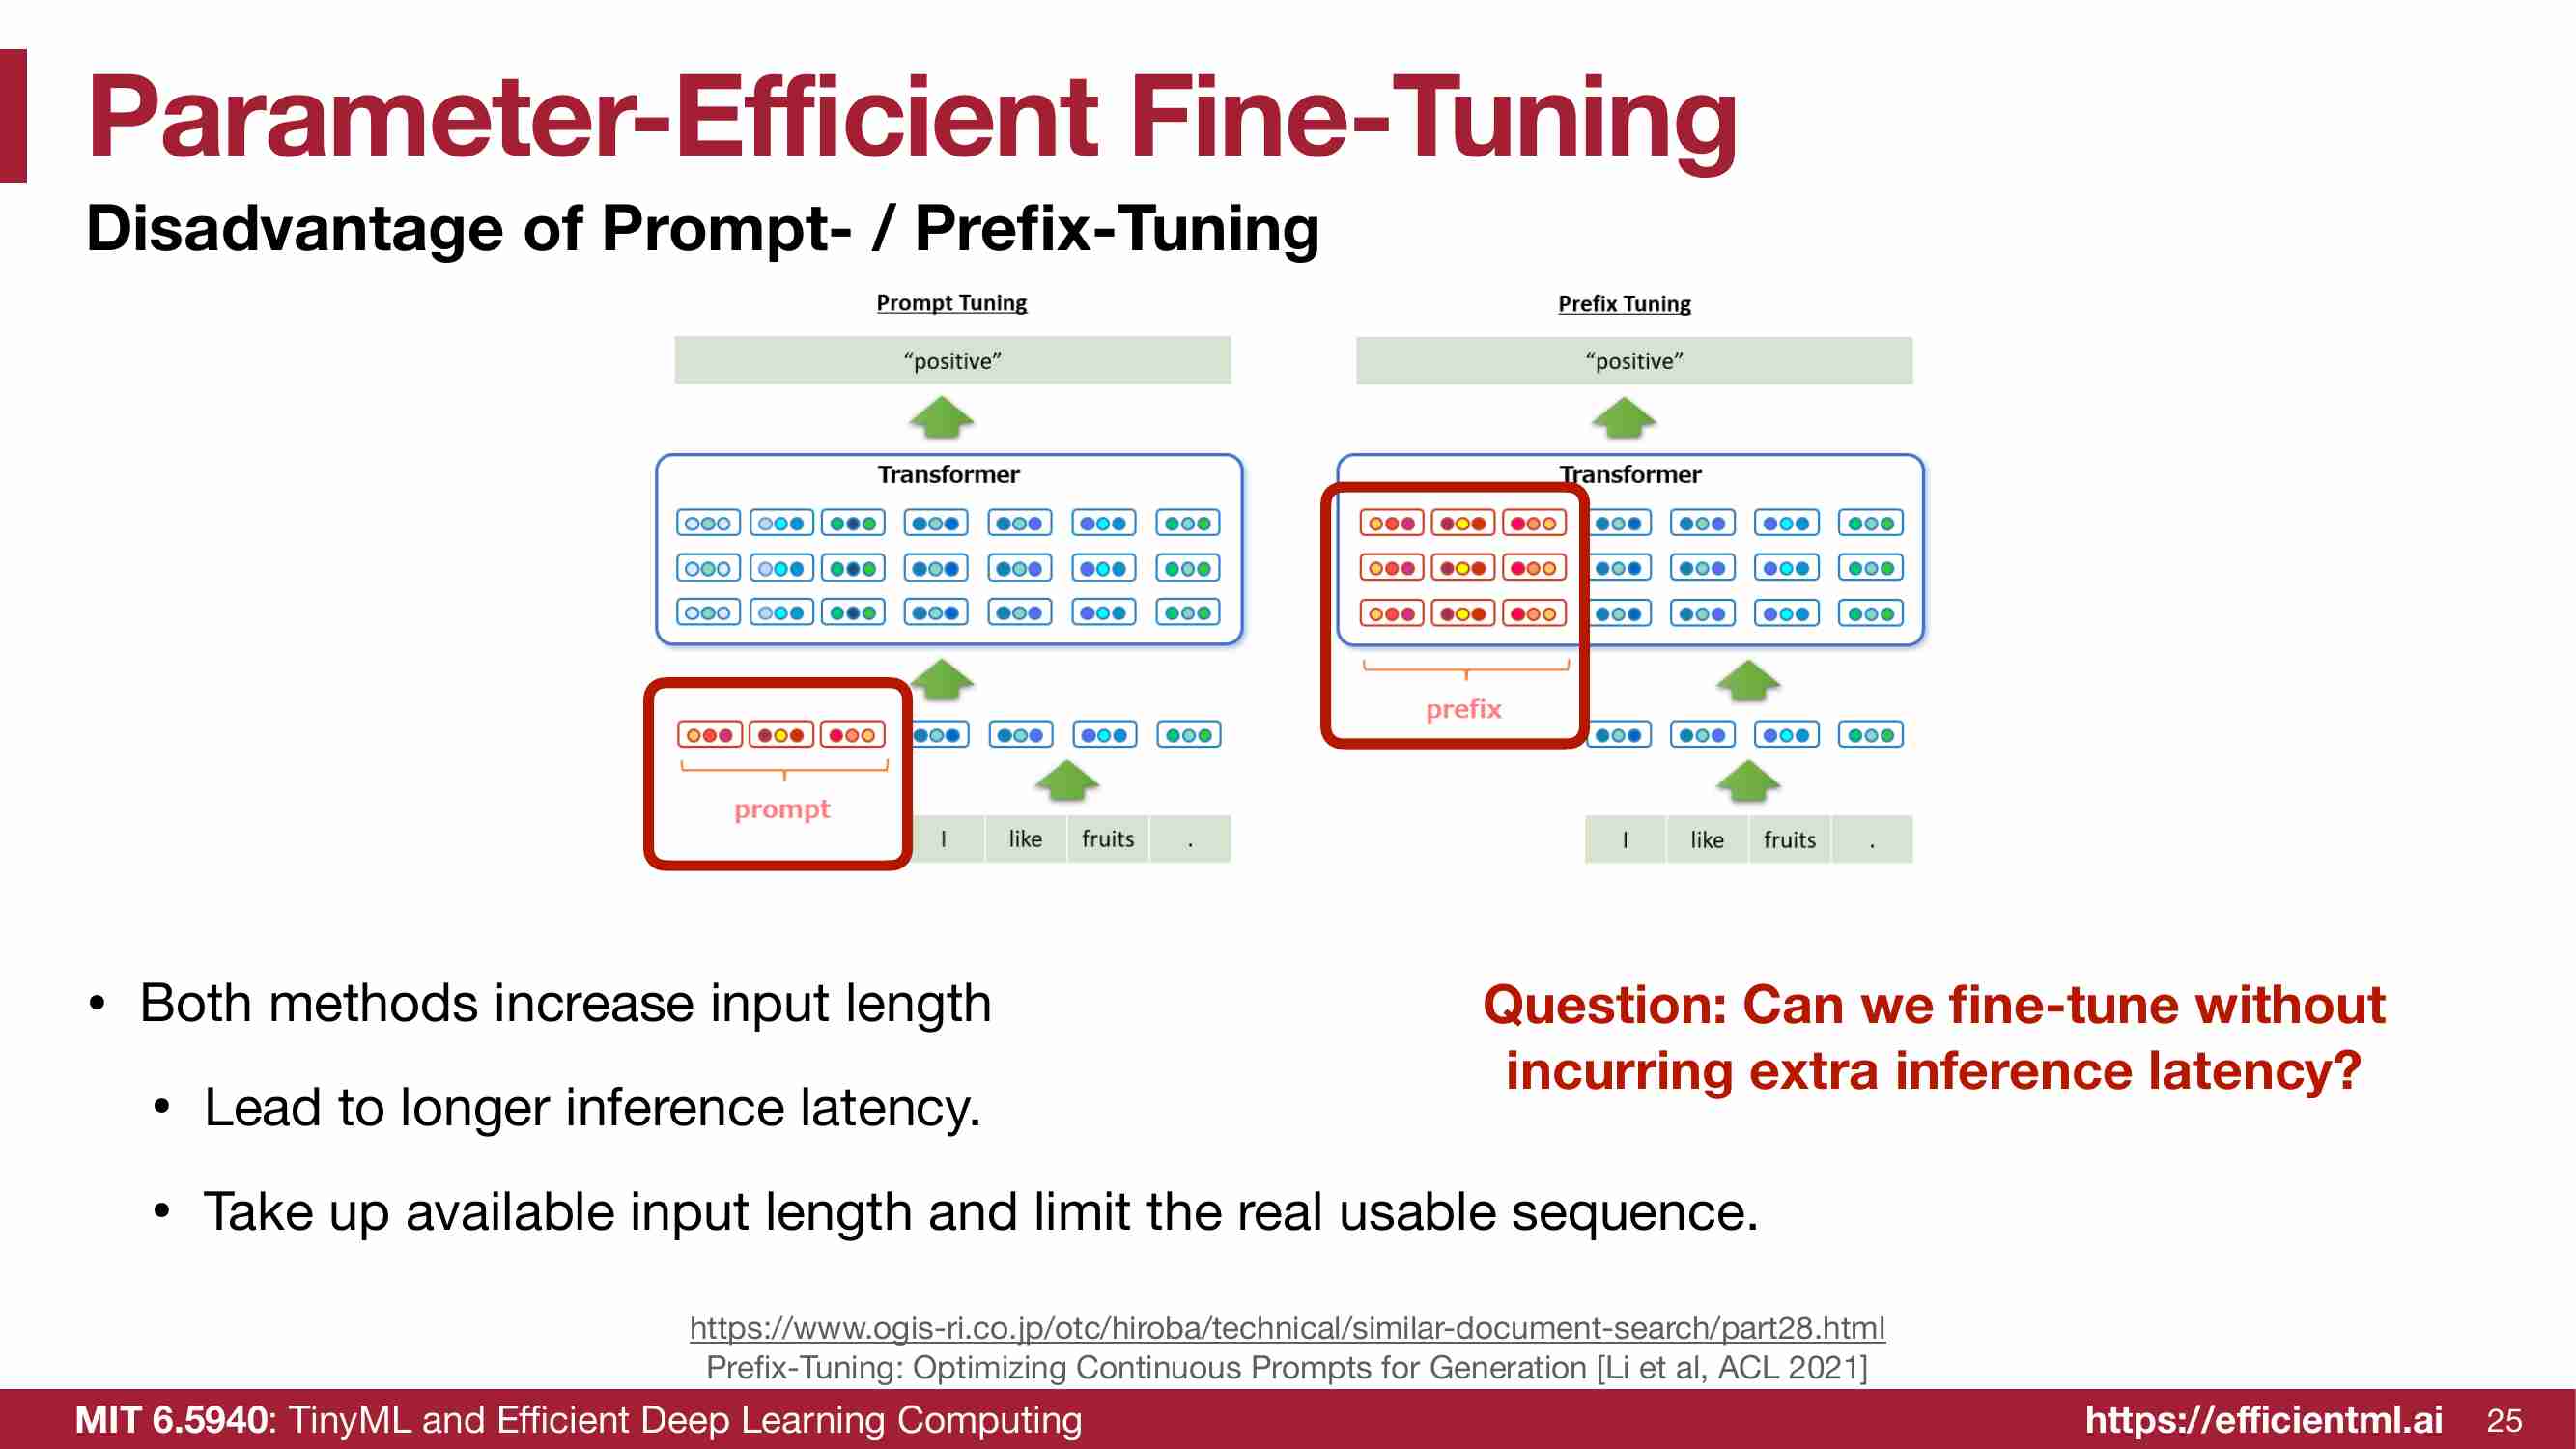 Parameter-Efficient Fine-Tuning
Disadvantage of Prompt- / Prefix-Tuning
Prompt Tuning
“positive”
Transformer
prompt
I like fruits .
Prefix Tuning
“positive”
Transformer
prefix
I like fruits .
• Both methods increase input length
• Lead to longer inference latency.
• Take up available input length and limit the real usable sequence.
Question: Can we fine-tune without
incurring extra inference latency?
https://www.ogis-ri.co.jp/otc/hiroba/technical/similar-document-search/part28.html
Prefix-Tuning: Optimizing Continuous Prompts for Generation [Li et al, ACL 2021]
MIT 6.5940: TinyML and Efficient Deep Learning Computing
https://efficientml.ai
25